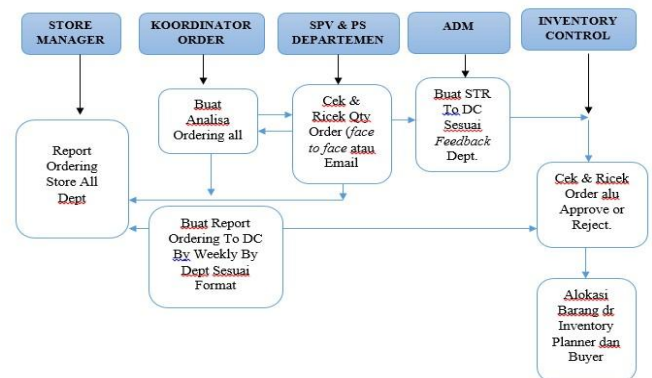 STORE
MANAGER
KOORDINATOR
ORDER
SPV & PS
DEPARTEMEN
ADM
INVENTORY
CONTROL
Buat
Analisa
Ordering all
Cek &
Ricek Qty
Order (face
to face atau
Email
Buat STR
To DC
Sesuai
Feedback
Dept.
Report
Ordering
Store All
Dept
Cek & Ricek
Order alu
Approve or
Reject.
Buat Report
Ordering To DC
By Weekly By
Dept Sesuai
Format
Alokasi
Barang dr
Inventory
Planner dan
Buyer